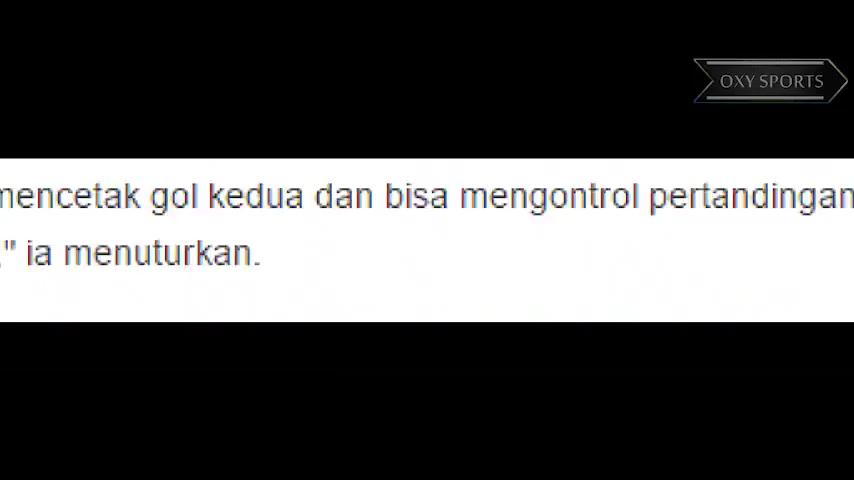 OXY SPORTS
mencetak gol kedua dan bisa mengontrol pertandingan
," ia menuturkan.